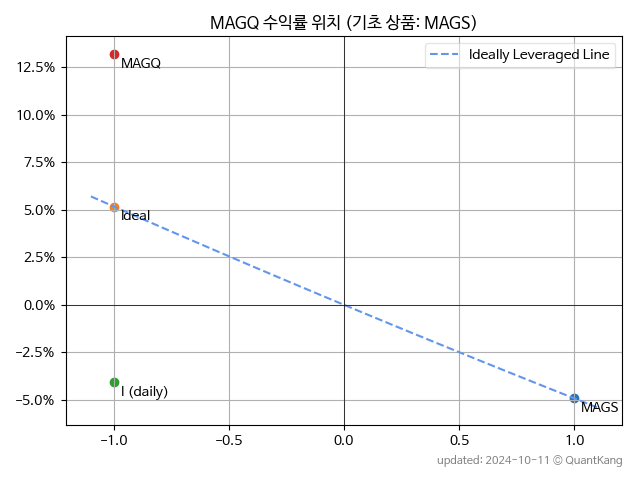 MAGQ 수익률 위치 (기초 상품: MAGS)
Ideally Leveraged Line
12.5%
MAGQ
10.0%
7.5%
5.0%
Ideal
2.5%
0.0%
−2.5%
I (daily)
−5.0%
MAGS
−1.0 −0.5 0.0 0.5 1.0
updated: 2024-10-11 © QuantKang